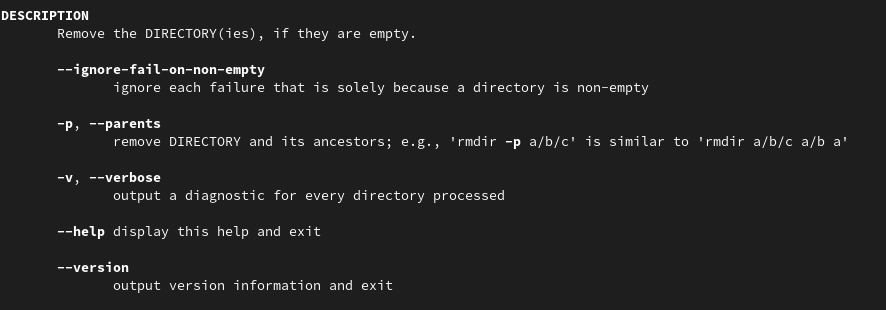 DESCRIPTION
Remove the DIRECTORY(ies), if they are empty.
--ignore-fail-on-non-empty
ignore each failure that is solely because a directory is non-empty
-p, --parents
remove DIRECTORY and its ancestors; e.g., 'rmdir -p a/b/c' is similar to 'rmdir a/b/c a/b a'
-v, --verbose
output a diagnostic for every directory processed
--help display this help and exit
--version
output version information and exit